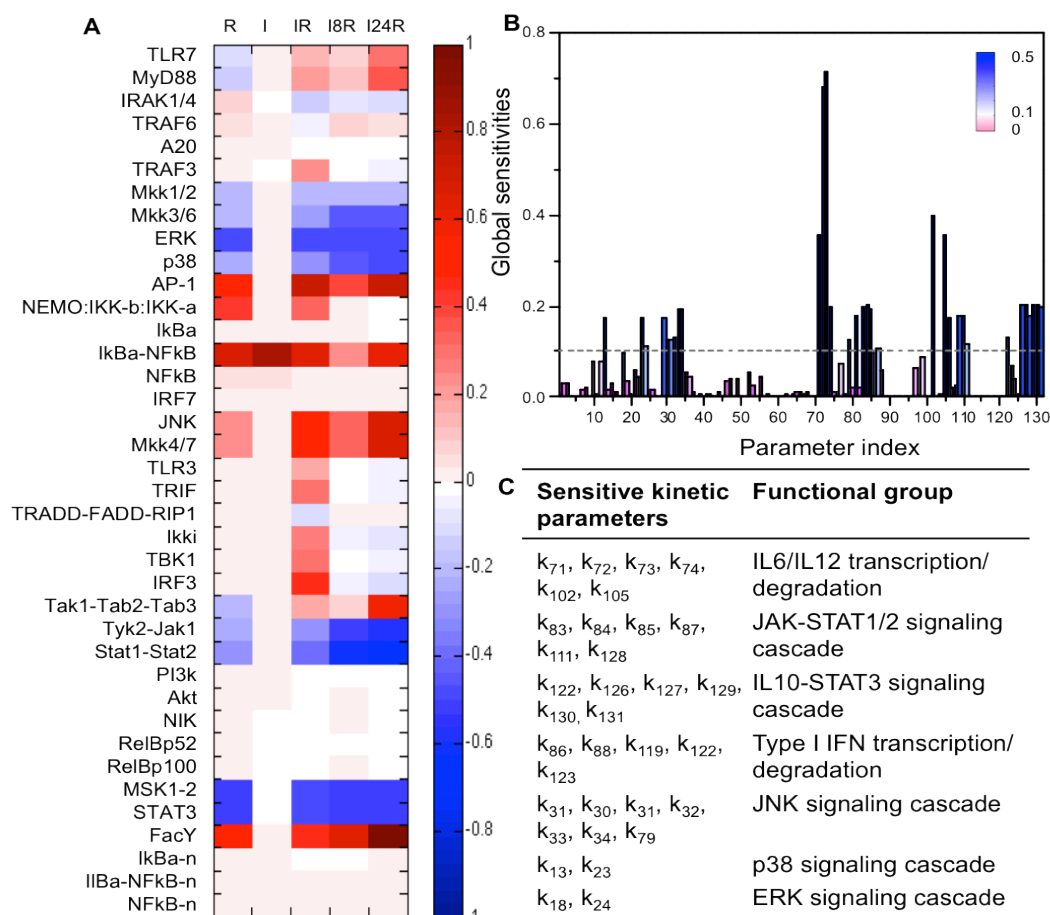 A
R I IR I8R I24R
TLR7
MyD88
IRAK1/4
TRAF6
A20
TRAF3
Mkk1/2
Mkk3/6
ERK
p38
AP-1
NEMO:IKK-b:IKK-a
IkBa
IkBa-NFkB
NFkB
IRF7
JNK
Mkk4/7
TLR3
TRIF
TRADD-FADD-RIP1
Ikki
TBK1
IRF3
Tak1-Tab2-Tab3
Tyk2-Jak1
Stat1-Stat2
PI3k
Akt
NIK
RelBp52
RelBp100
MSK1-2
STAT3
FacY
IkBa-n
IlBa-NFkB-n
NFkB-n
1
0.8
0.6
0.4
0.2
0
-0.2
-0.4
-0.6
-0.8
-1
B
Global sensitivities
0.8
0.6
0.4
0.2
0.0
0.5
0.1
0
10 20 30 40 50 60 70 80 90 100 110 120 130
Parameter index
C
Sensitive kinetic Functional group
parameters
k71, k72, k73, k74, IL6/IL12 transcription/
k102, k105 degradation
k83, k84, k85, k87, JAK-STAT1/2 signaling
k111, k128 cascade
k122, k126, k127, k129, IL10-STAT3 signaling
k130, k131 cascade
k86, k88, k119, k122, Type I IFN transcription/
k123 degradation
k31, k30, k31, k32, JNK signaling cascade
k33, k34, k79
k13, k23 p38 signaling cascade
k18, k24 ERK signaling cascade